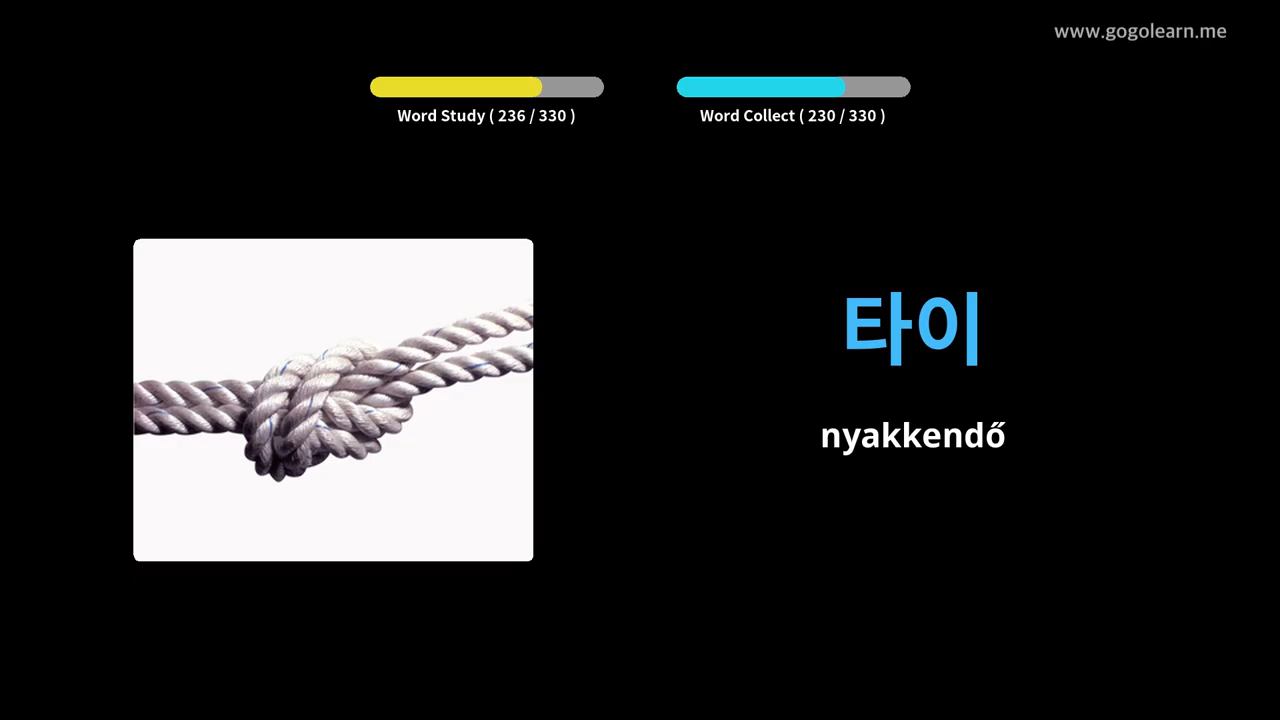 www.gogolearn.me
Word Study ( 236 / 330 )
Word Collect ( 230 / 330 )
타이
nyakkendő